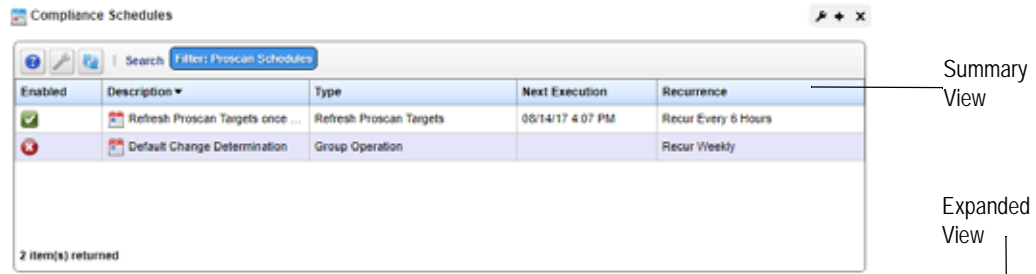 Compliance Schedules
Search Filter: Proscan Schedules
Enabled Description Type Next Execution Recurrence
Refresh Proscan Targets once ... Refresh Proscan Targets 08/14/17 4:07 PM Recur Every 6 Hours
Default Change Determination Group Operation Recur Weekly
2 item(s) returned
Summary
View
Expanded
View